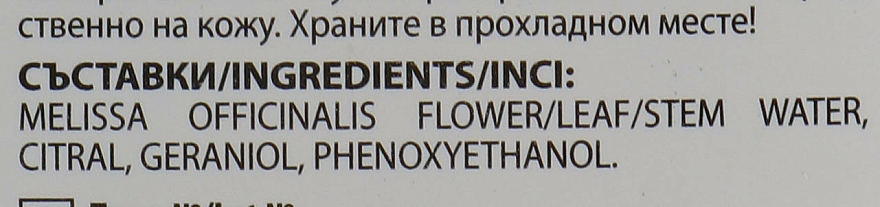 ственно на кожу. Храните в прохладном месте!
СЪСТАВКИ/INGREDIENTS/INCI:
MELISSA OFFICINALIS FLOWER/LEAF/STEM WATER,
CITRAL, GERANIOL, PHENOXYETHANOL.